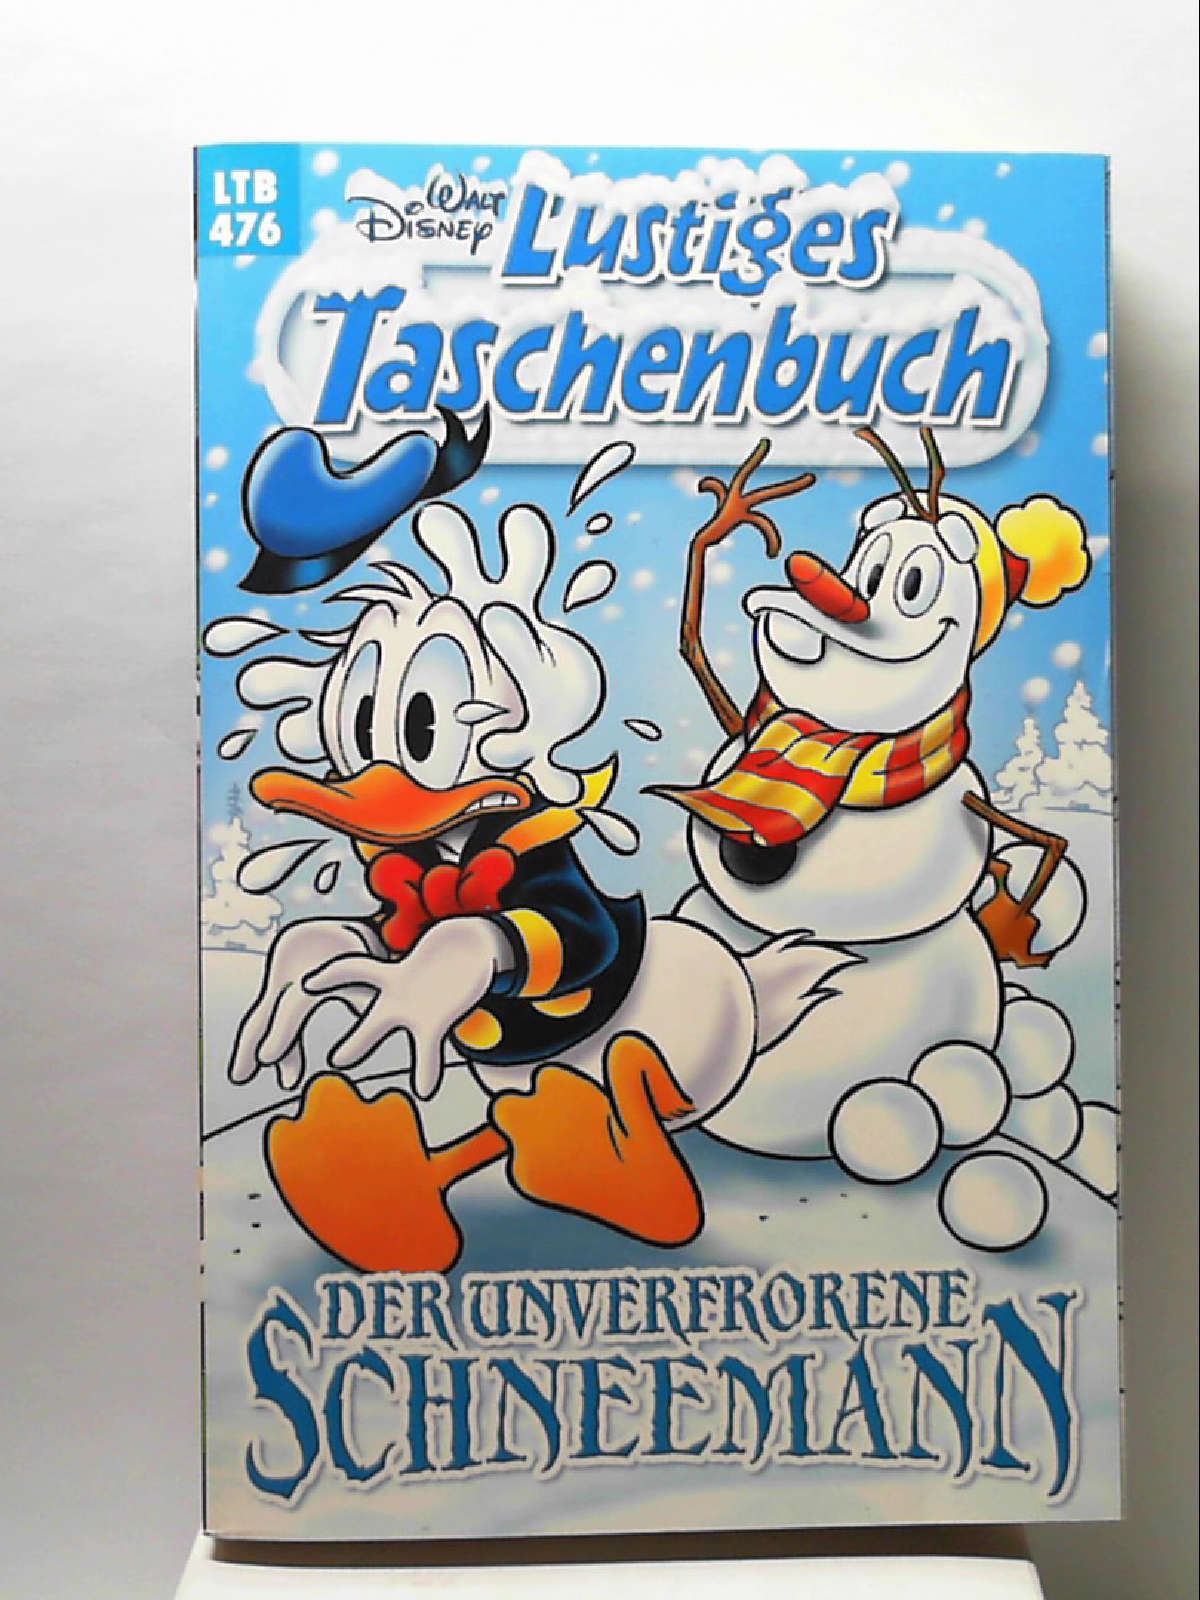 LTB
476
WALT DISNEY
Lustiges
Taschenbuch
DER UNVERFRORENE
SCHNEEMANN